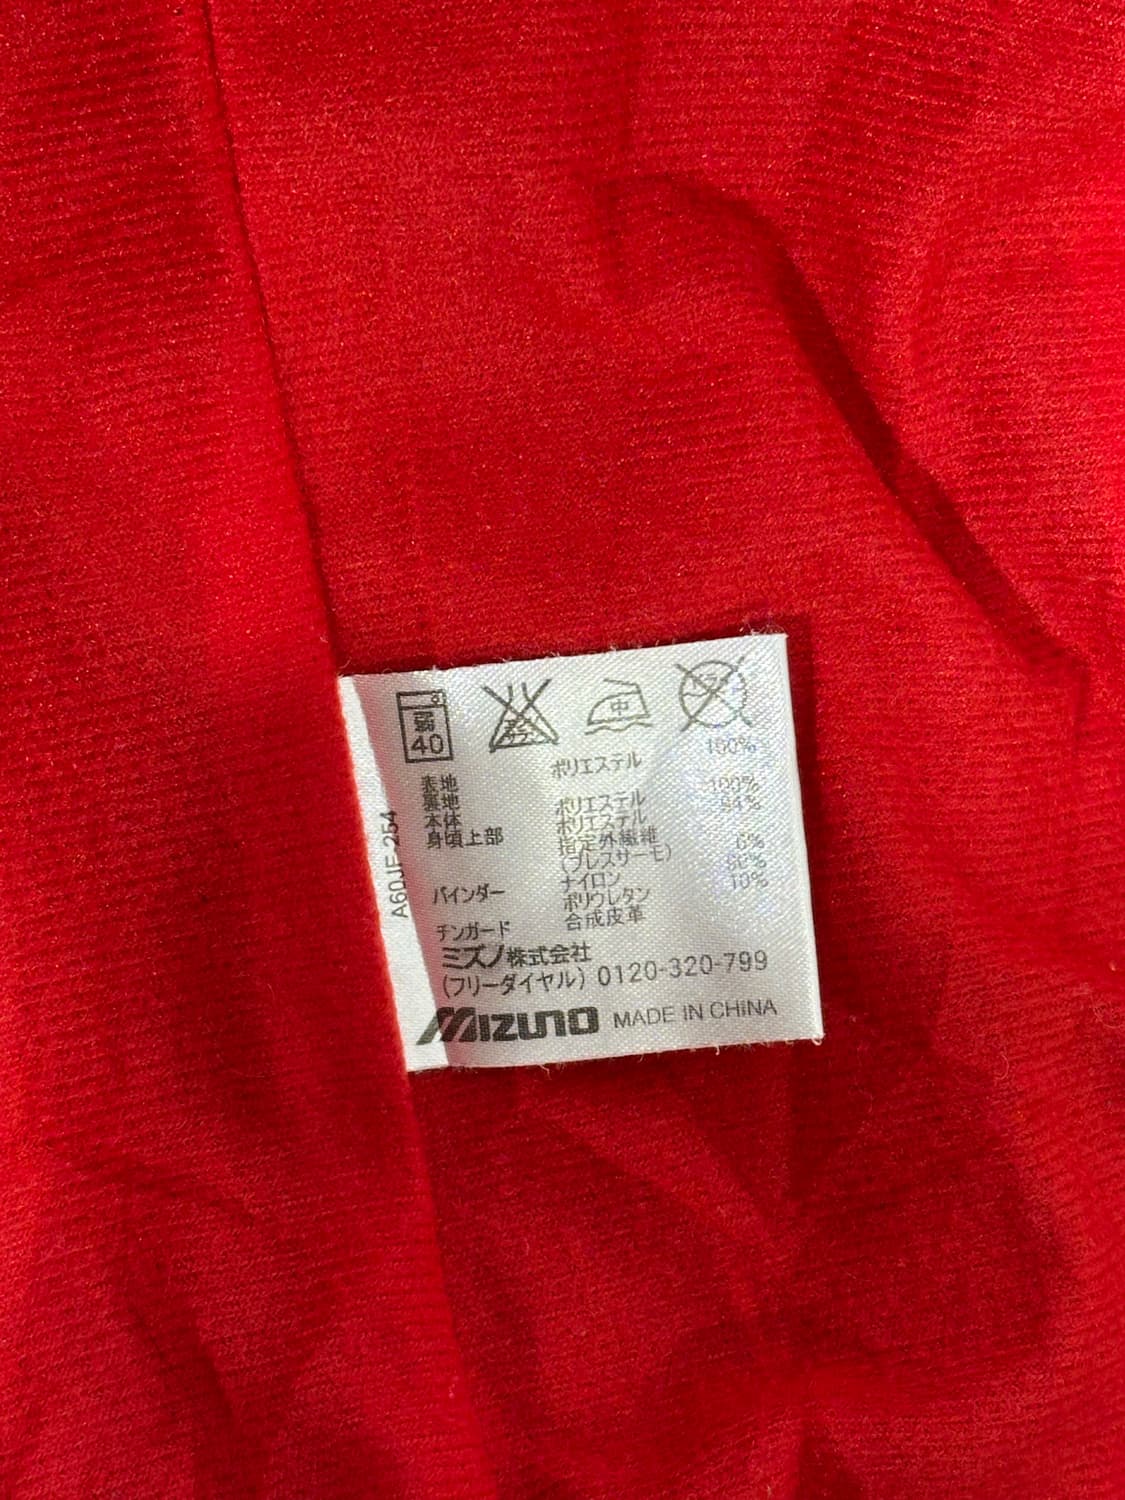 弱
40
中
表地 ポリエステル 100%
裏地
本体 ポリエステル 100%
身頃上部 ポリエステル 94%
指定外繊維
(ブレスサーモ) 6%
バインダー ナイロン 90%
ポリウレタン 10%
チンガード 合成皮革
ミズノ株式会社
(フリーダイヤル) 0120-320-799
MIZUNO MADE IN CHINA
A60JF-254